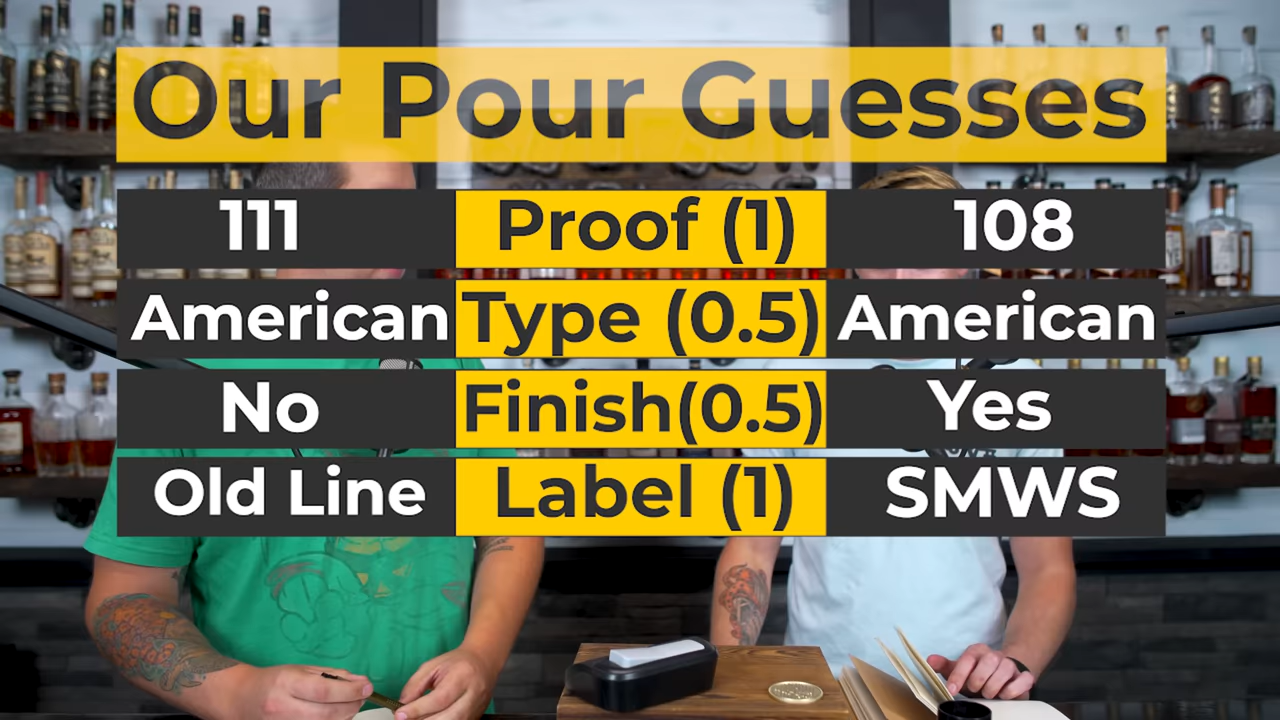 Our Pour Guesses
111 Proof (1) 108
American Type (0.5) American
No Finish(0.5) Yes
Old Line Label (1) SMWS